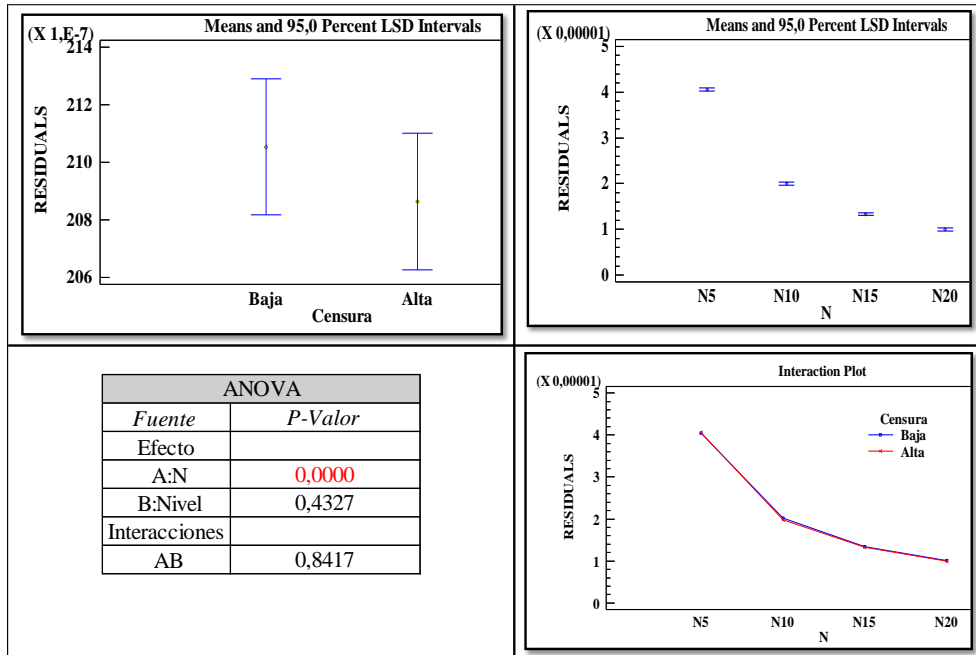 Means and 95,0 Percent LSD Intervals
(X 1,E-7)
214
212
210
208
206
RESIDUALS
Baja
Alta
Censura
Means and 95,0 Percent LSD Intervals
(X 0,00001)
5
4
3
2
1
0
RESIDUALS
N5
N10
N15
N20
N
ANOVA
Fuente P-Valor
Efecto
A:N 0,0000
B:Nivel 0,4327
Interacciones
AB 0,8417
Interaction Plot
(X 0,00001)
5
4
3
2
1
0
RESIDUALS
Censura
Baja
Alta
N5
N10
N15
N20
N